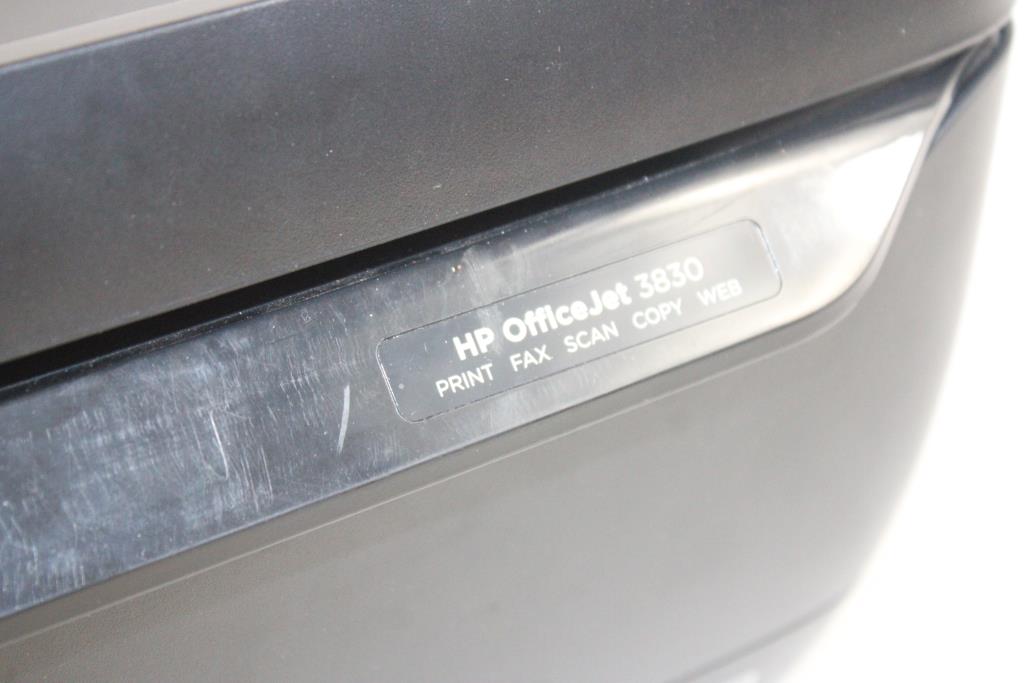 HP OfficeJet 3830
PRINT FAX SCAN COPY WEB